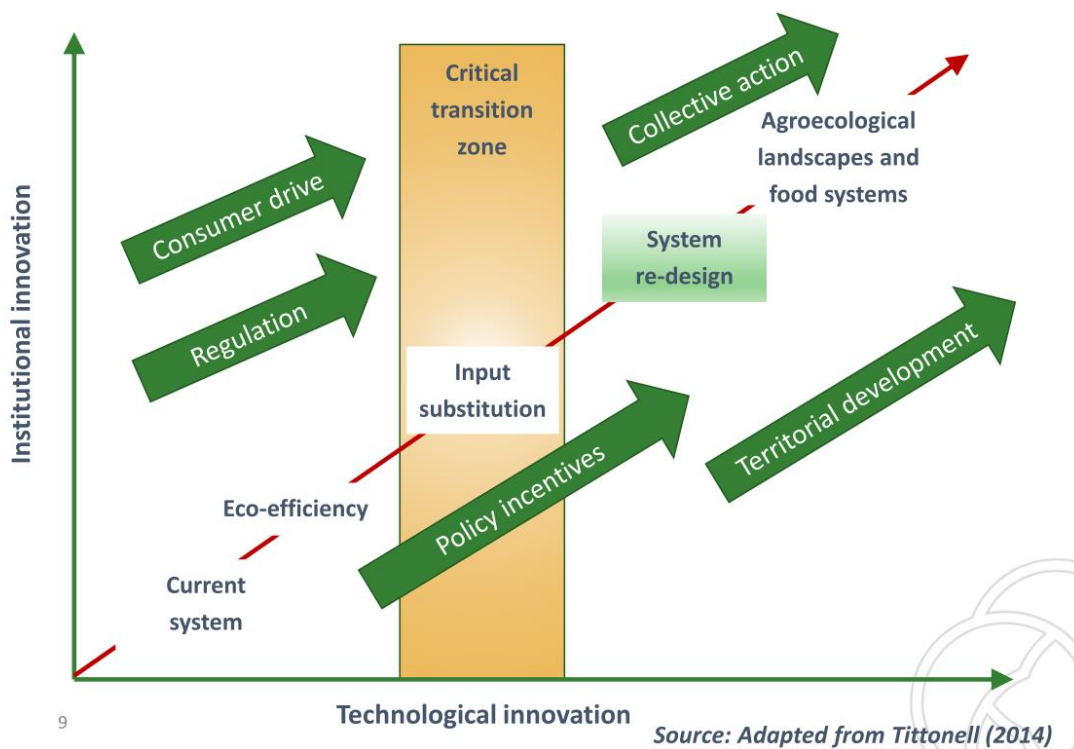 Institutional innovation
Consumer drive
Regulation
Critical
transition
zone
Collective action
Agroecological
landscapes and
food systems
System
re-design
Input
substitution
Eco-efficiency
Current
system
Policy incentives
Territorial development
Technological innovation
9
Source: Adapted from Tittonell (2014)